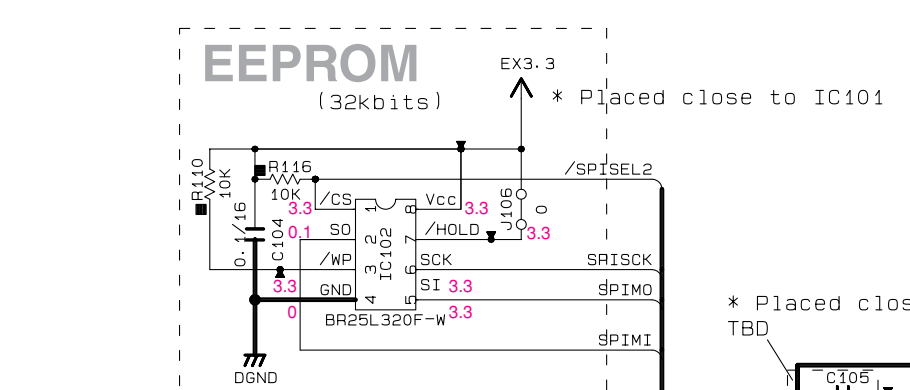 EEPROM
EX3.3
(32kbits)
* Placed close to IC101
/SPISEL2
R110
10K
R116
10K
/CS
3.3
1
8
Vcc
3.3
J106
0
0.1/16
C104
SO
0.1
2
7
/HOLD
3.3
IC102
/WP
3.3
3
6
SCK
SRISCK
GND
0
4
5
SI
3.3
3.3
SPIMO
BR25L320F-W
SPIMI
DGND
* Placed clos
TBD
C105